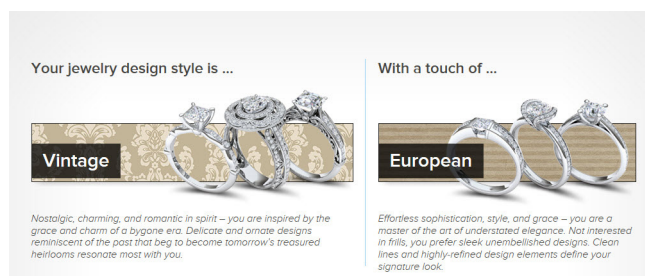 Your jewelry design style is ...
Vintage
Nostalgic, charming, and romantic in spirit – you are inspired by the
grace and charm of a bygone era. Delicate and ornate designs
reminiscent of the past that beg to become tomorrow's treasured
heirlooms resonate most with you.
With a touch of ...
European
Effortless sophistication, style, and grace – you are a
master of the art of understated elegance. Not interested
in frills, you prefer sleek unembellished designs. Clean
lines and highly-refined design elements define your
signature look.